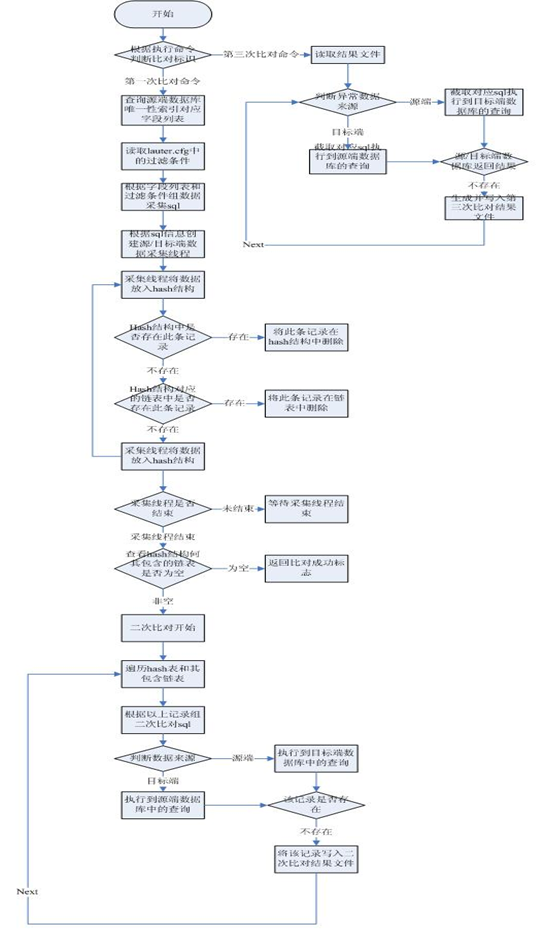 开始
根据执行命令
判断比对标识
第三次比对命令
读取结果文件
第一次比对命令
查询源端数据库
唯一性索引对应
字段列表
判断异常数据
来源
源端
截取对应sql执
行到目标端数
据库的查询
目标端
截取对应sql执
行到源端数据
库的查询
源/目标端数
据库返回结果
不存在
生成并写入第
三次比对结果
文件
Next
读取lauter.cfg中
的过滤条件
根据字段列表和
过滤条件组数据
采集sql
根据sql信息创
建源/目标端数
据采集线程
采集线程将数据
放入hash结构
Hash结构中是
否存在此条记
录
存在
将此条记录在
hash结构中删除
不存在
Hash结构对应
的链表中是否
存在此条记录
存在
将此条记录在链
表中删除
不存在
采集线程将数据
放入hash结构
采集线程是否
结束
未结束
等待采集线程结
束
采集线程结束
查看hash结构何
其包含的链表
是否为空
为空
返回比对成功标
志
非空
二次比对开始
遍历hash表和其
包含链表
根据以上记录组
二次比对sql
判断数据来源
源端
执行到目标端数
据库中的查询
目标端
执行到源端数据
库中的查询
该记录是否存
在
不存在
将该记录写入二
次比对结果文件
Next